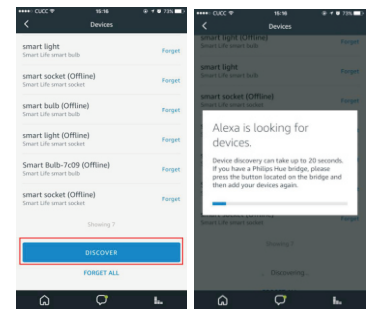 CUCC
15:16
73%
Devices
smart light
Smart Life smart bulb
Forget
smart socket (Offline)
Smart Life smart socket
Forget
smart bulb (Offline)
Smart Life smart bulb
Forget
smart light (Offline)
Smart Life smart bulb
Forget
Smart Bulb-7c09 (Offline)
Smart Life smart bulb
Forget
smart socket (Offline)
Smart Life smart socket
Forget
Showing 7
DISCOVER
FORGET ALL
CUCC
15:16
73%
Devices
smart light (Offline)
Smart Life smart bulb
Forget
smart light
Smart Life smart bulb
Forget
smart socket (Offline)
Smart Life smart socket
Forget
Alexa is looking for
devices.
Device discovery can take up to 20 seconds.
If you have a Philips Hue bridge, please
press the button located on the bridge and
then add your devices again.
Smart Life smart socket
Showing 7
Discovering...